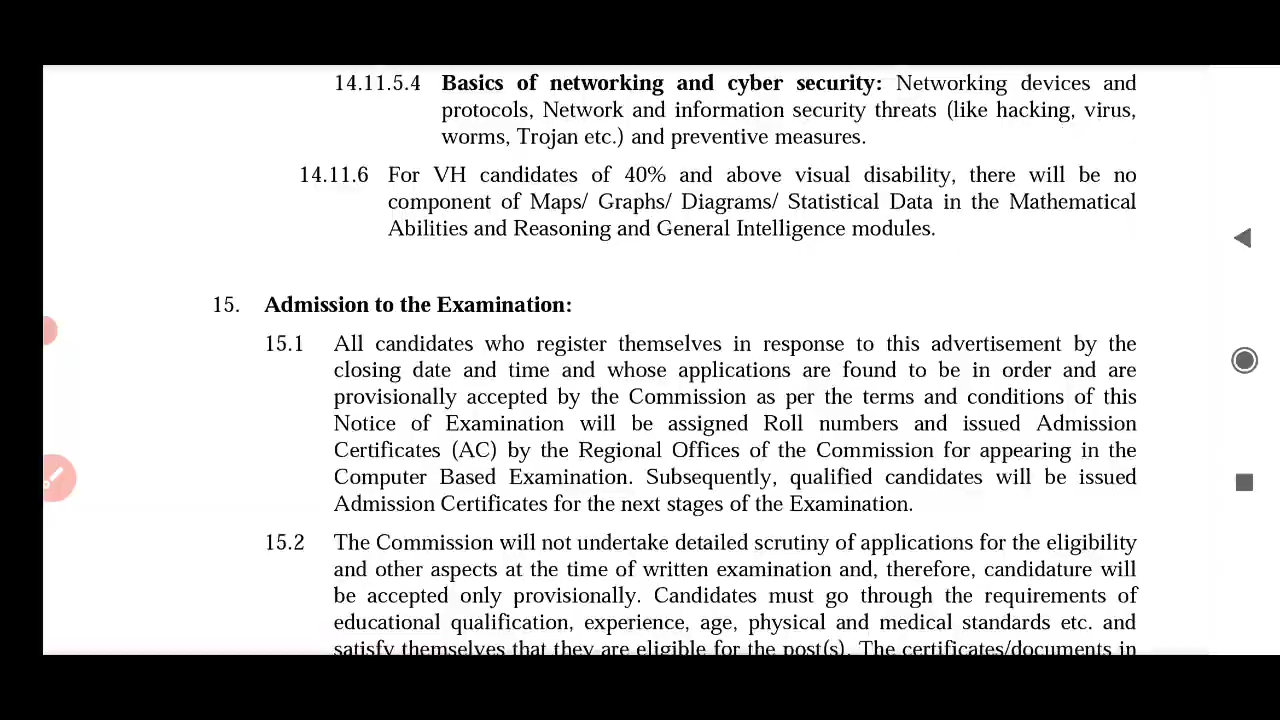 14.11.5.4 Basics of networking and cyber security: Networking devices and
protocols, Network and information security threats (like hacking, virus,
worms, Trojan etc.) and preventive measures.
14.11.6 For VH candidates of 40% and above visual disability, there will be no
component of Maps/ Graphs/ Diagrams/ Statistical Data in the Mathematical
Abilities and Reasoning and General Intelligence modules.
15. Admission to the Examination:
15.1 All candidates who register themselves in response to this advertisement by the
closing date and time and whose applications are found to be in order and are
provisionally accepted by the Commission as per the terms and conditions of this
Notice of Examination will be assigned Roll numbers and issued Admission
Certificates (AC) by the Regional Offices of the Commission for appearing in the
Computer Based Examination. Subsequently, qualified candidates will be issued
Admission Certificates for the next stages of the Examination.
15.2 The Commission will not undertake detailed scrutiny of applications for the eligibility
and other aspects at the time of written examination and, therefore, candidature will
be accepted only provisionally. Candidates must go through the requirements of
educational qualification, experience, age, physical and medical standards etc. and
satisfy themselves that they are eligible for the post(s). The certificates/documents in